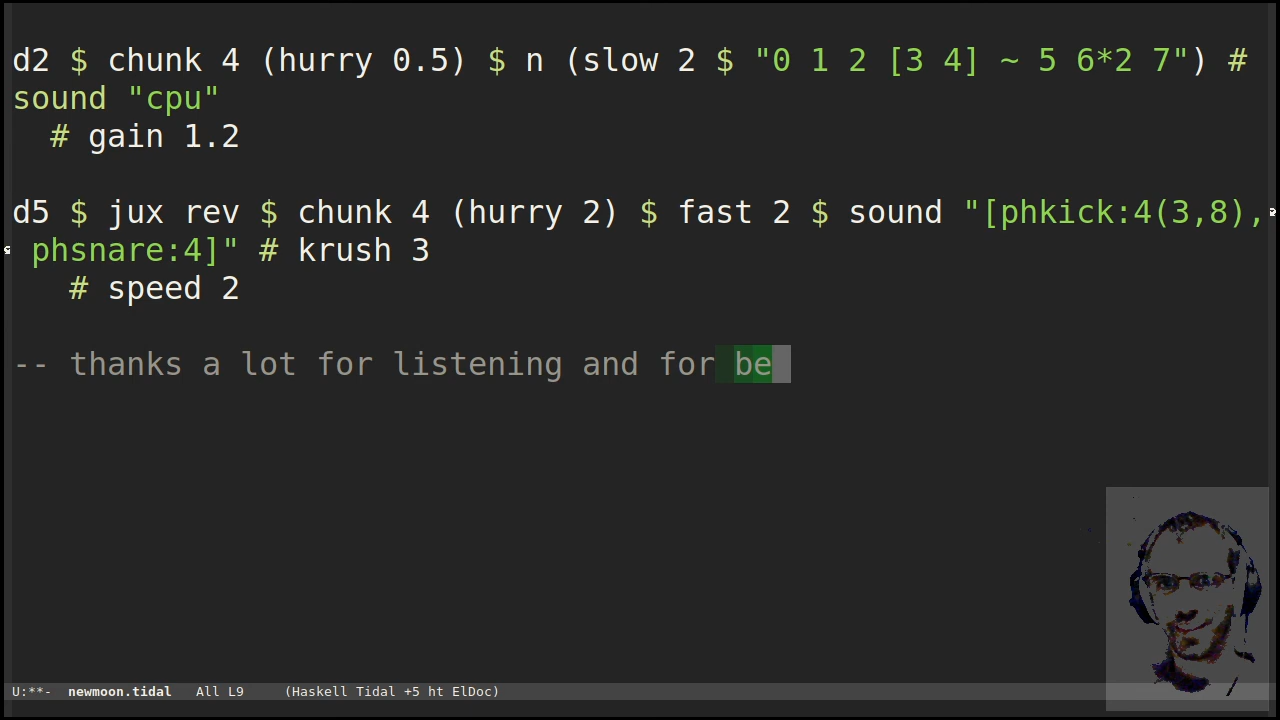 d2 $ chunk 4 (hurry 0.5) $ n (slow 2 $ "0 1 2 [3 4] ~ 5 6*2 7") #
sound "cpu"
  # gain 1.2
d5 $ jux rev $ chunk 4 (hurry 2) $ fast 2 $ sound "[phkick:4(3,8),
 phsnare:4]" # krush 3
   # speed 2
-- thanks a lot for listening and for be
U:**-  newmoon.tidal   All L9     (Haskell Tidal +5 ht ElDoc)